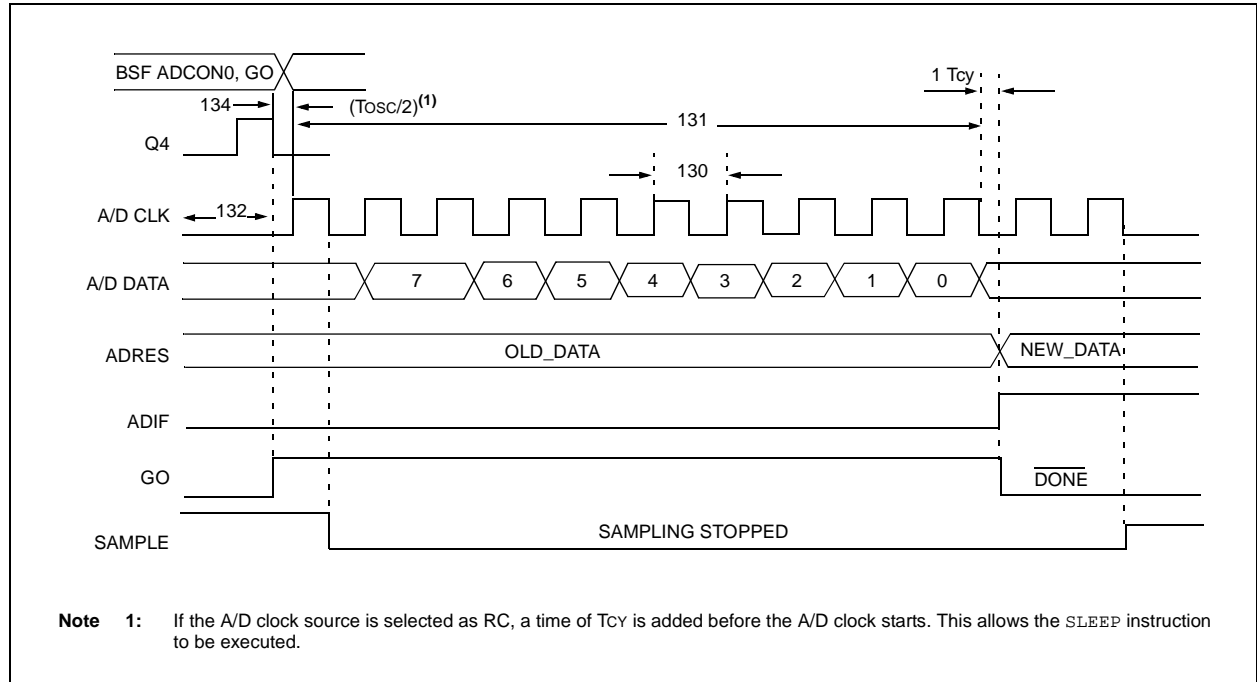 BSF ADCON0, GO
1 TCY
134
(TOSC/2)(1)
131
Q4
130
A/D CLK
132
A/D DATA
7 6 5 4 3 2 1 0
ADRES
OLD_DATA
NEW_DATA
ADIF
GO
DONE
SAMPLE
SAMPLING STOPPED
Note 1: If the A/D clock source is selected as RC, a time of TCY is added before the A/D clock starts. This allows the SLEEP instruction
to be executed.